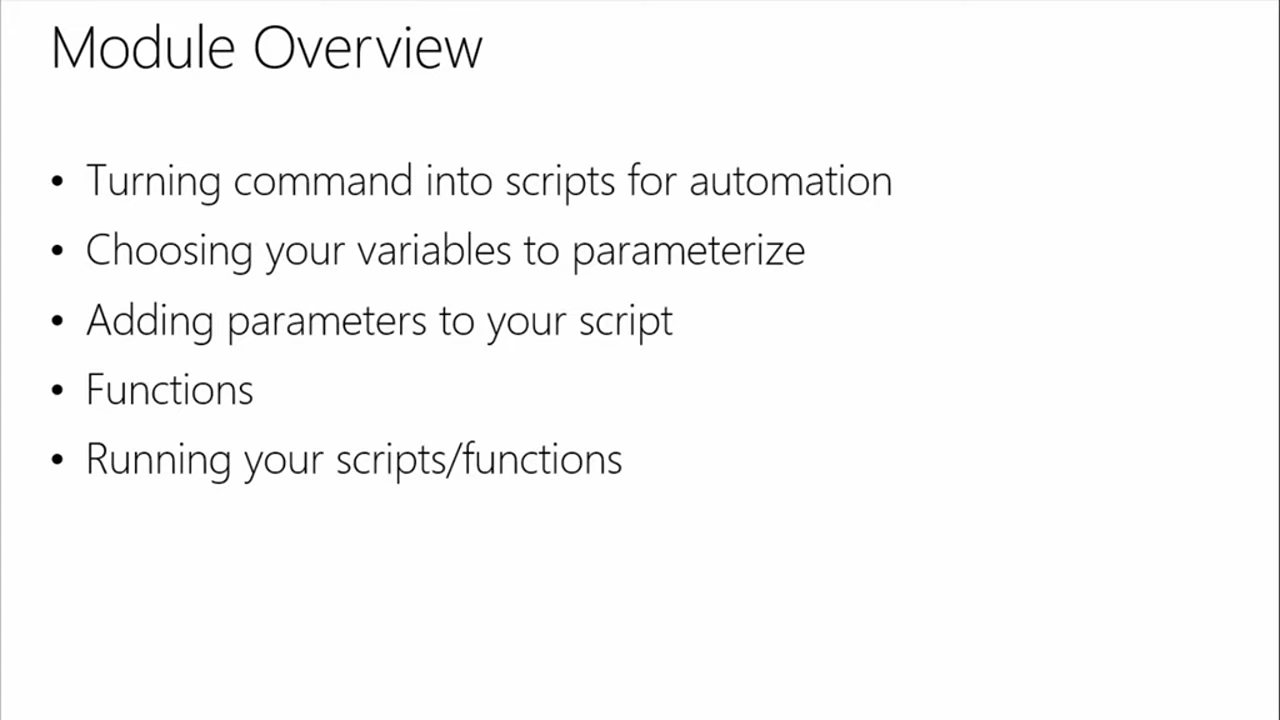 Module Overview
• Turning command into scripts for automation
• Choosing your variables to parameterize
• Adding parameters to your script
• Functions
• Running your scripts/functions